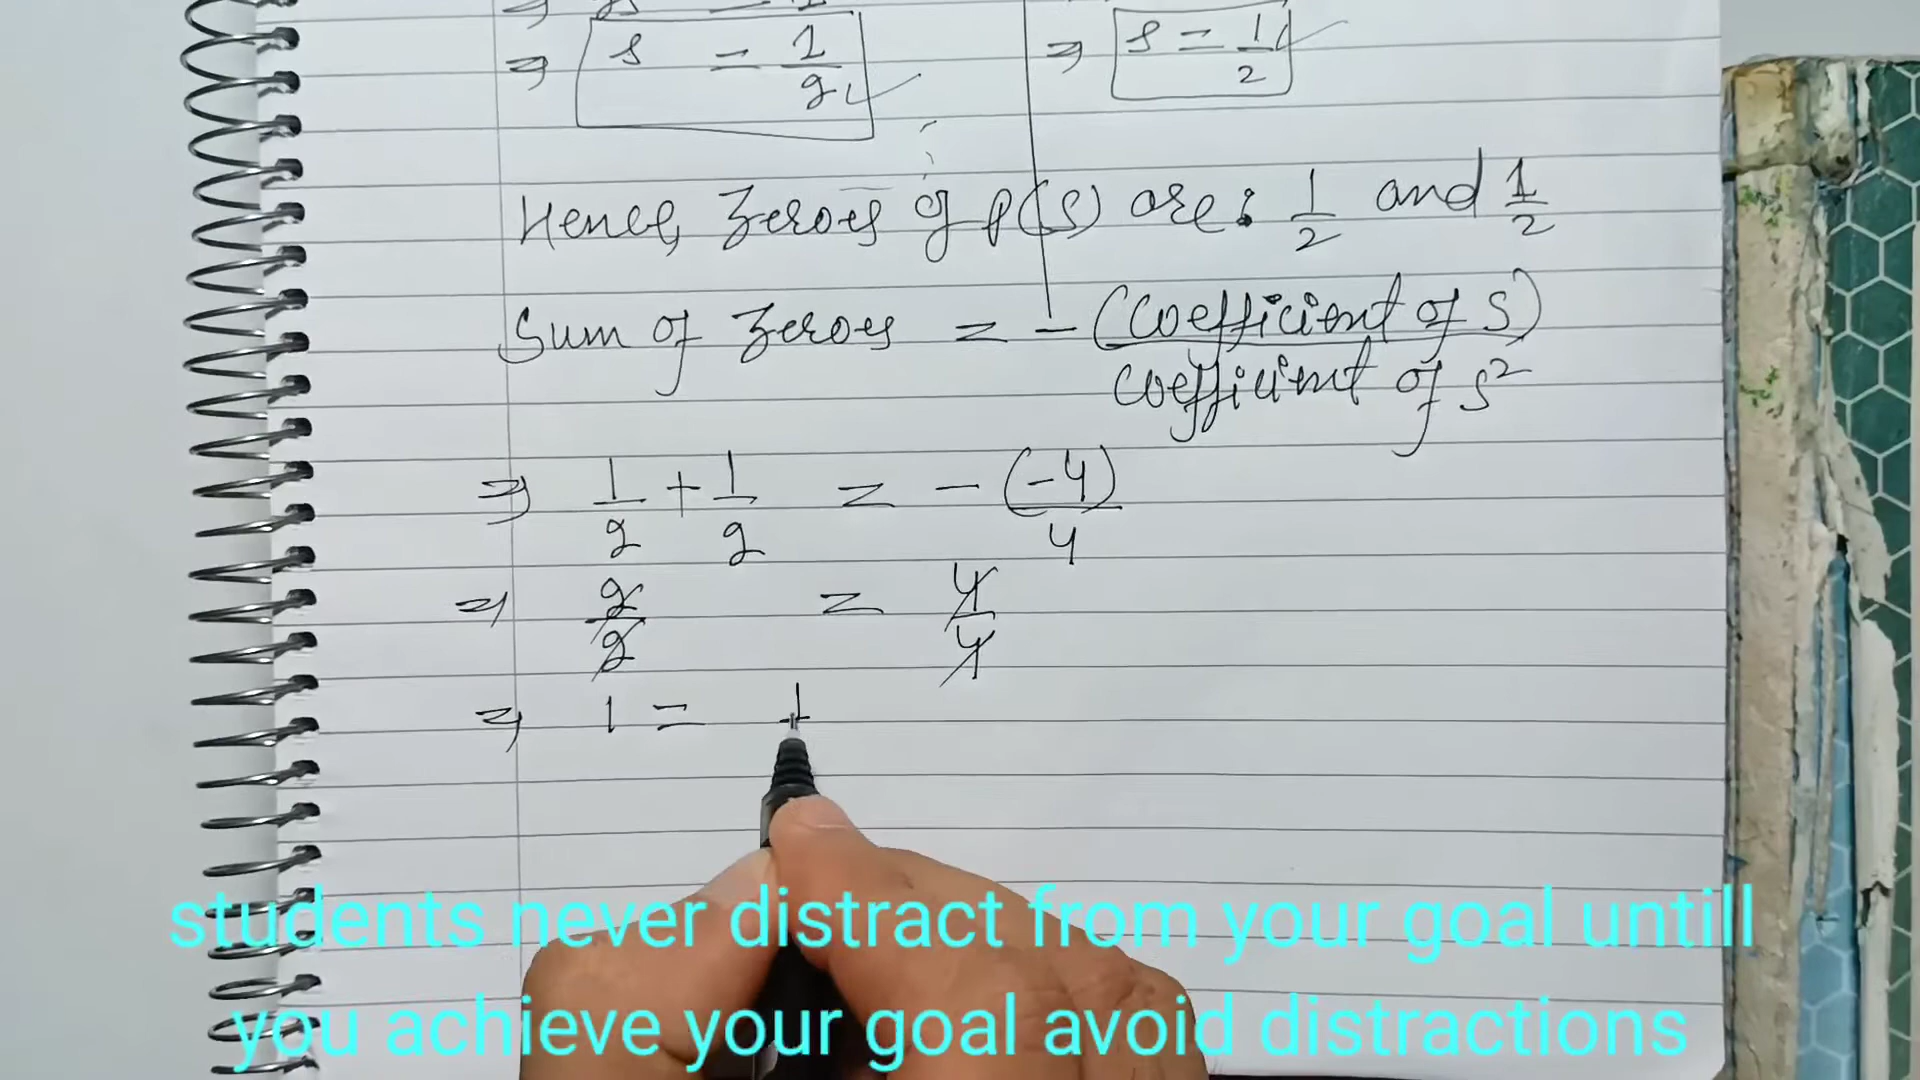 ⇒ s = 1/2 ⇒ s = 1/2
Hence, Zeroes of p(s) are: 1/2 and 1/2
Sum of Zeroes = -(Coefficient of s)/Coefficient of s²
⇒ 1/2 + 1/2 = -(-4)/4
⇒ 2/2 = 4/4
⇒ 1 = 1
students never distract from your goal untill
you achieve your goal avoid distractions